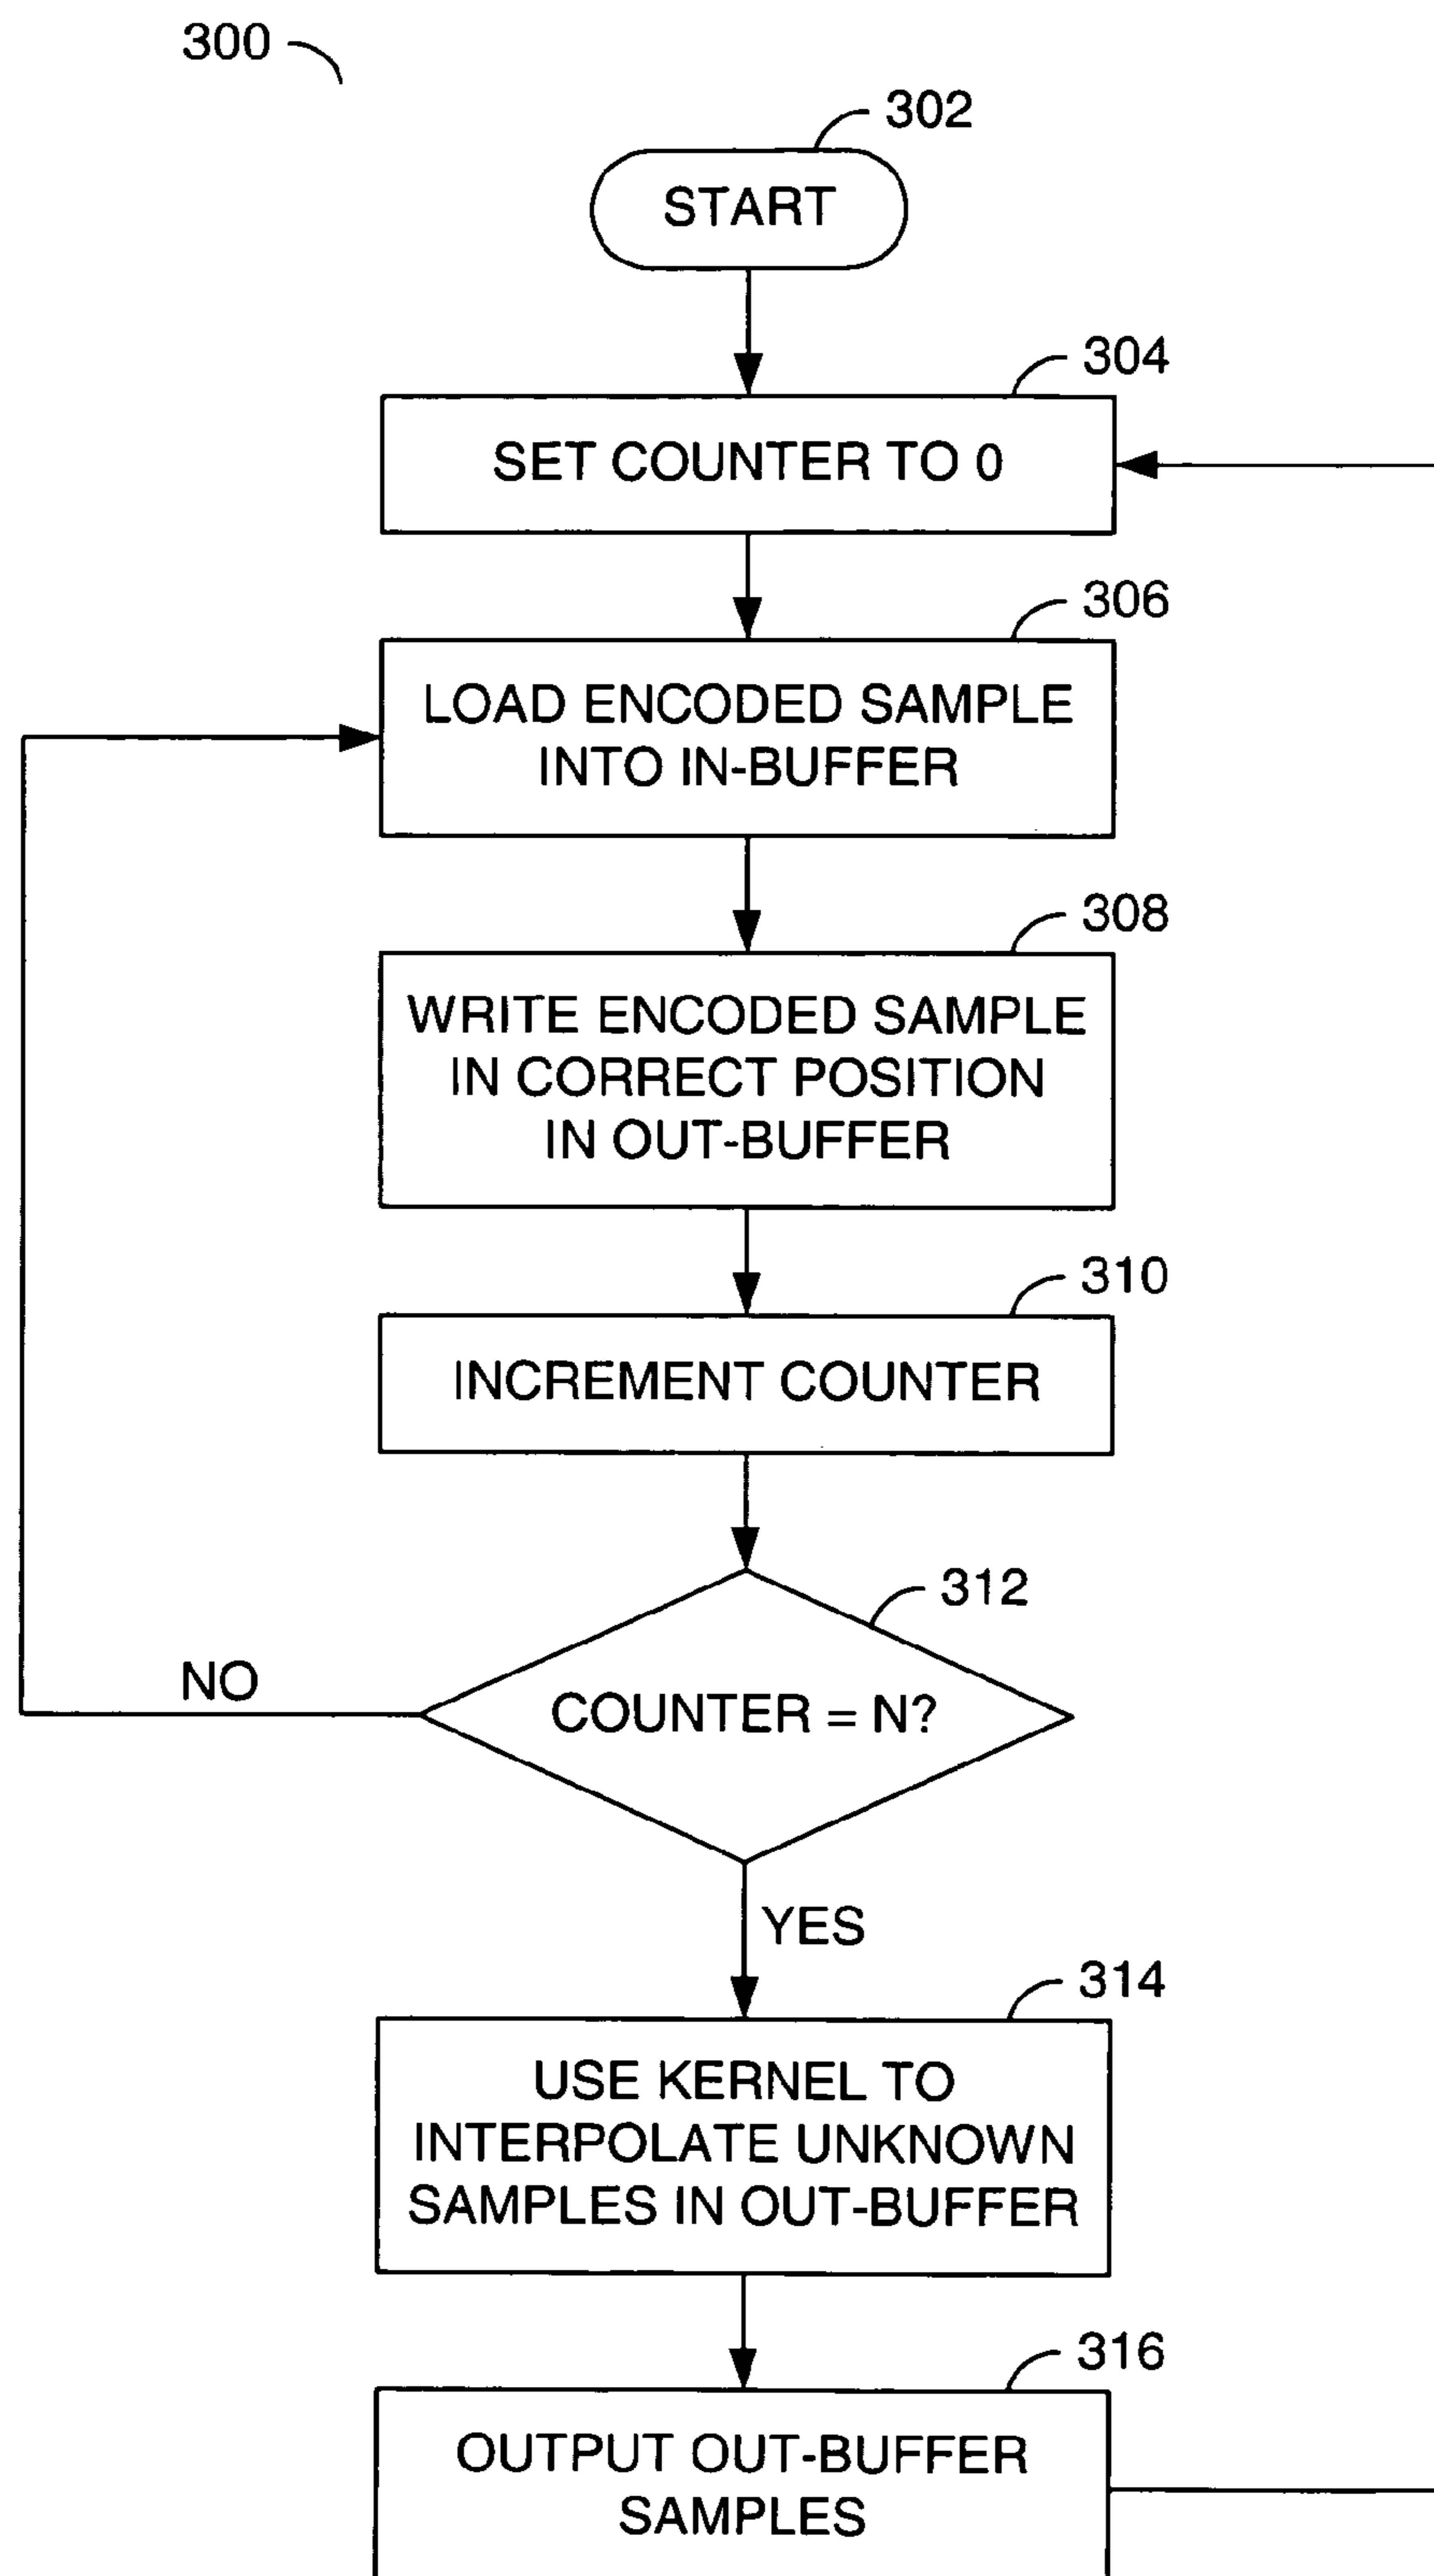 300
302
START
304
SET COUNTER TO 0
306
LOAD ENCODED SAMPLE
INTO IN-BUFFER
308
WRITE ENCODED SAMPLE
IN CORRECT POSITION
IN OUT-BUFFER
310
INCREMENT COUNTER
312
COUNTER = N?
NO
YES
314
USE KERNEL TO
INTERPOLATE UNKNOWN
SAMPLES IN OUT-BUFFER
316
OUTPUT OUT-BUFFER
SAMPLES